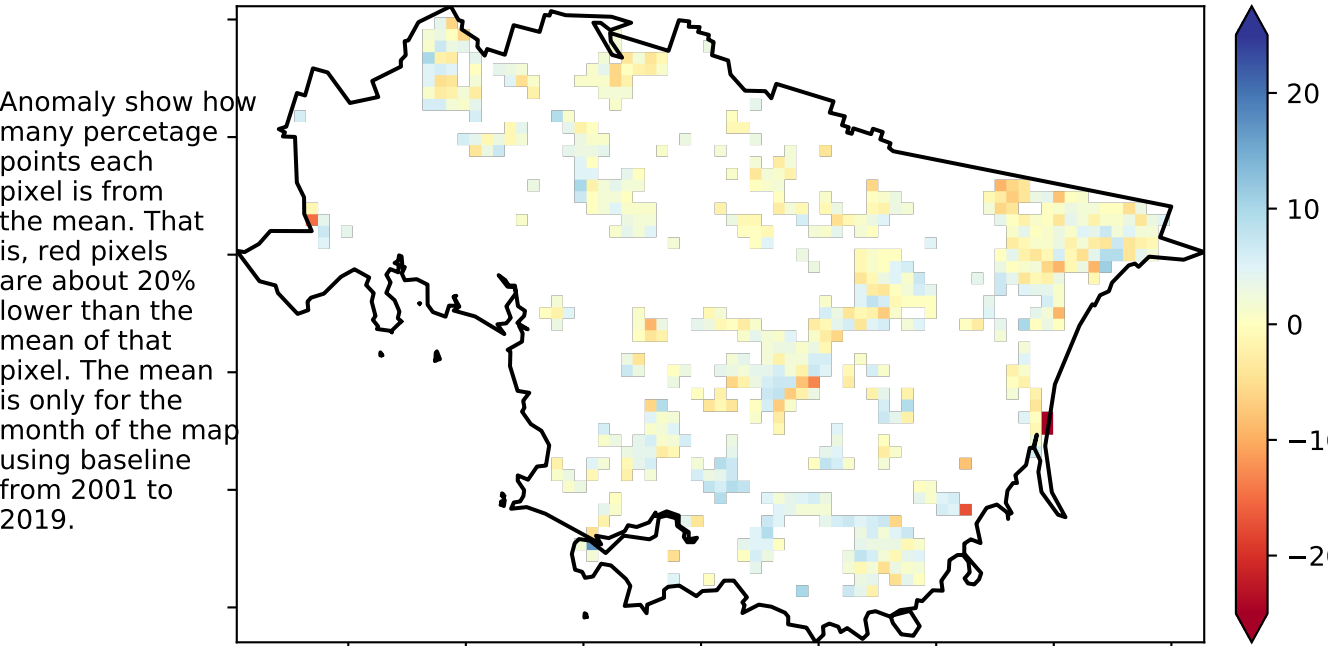 Anomaly show how
many percetage
points each
pixel is from
the mean. That
is, red pixels
are about 20%
lower than the
mean of that
pixel. The mean
is only for the
month of the map
using baseline
from 2001 to
2019.
20
10
0
−10
−20